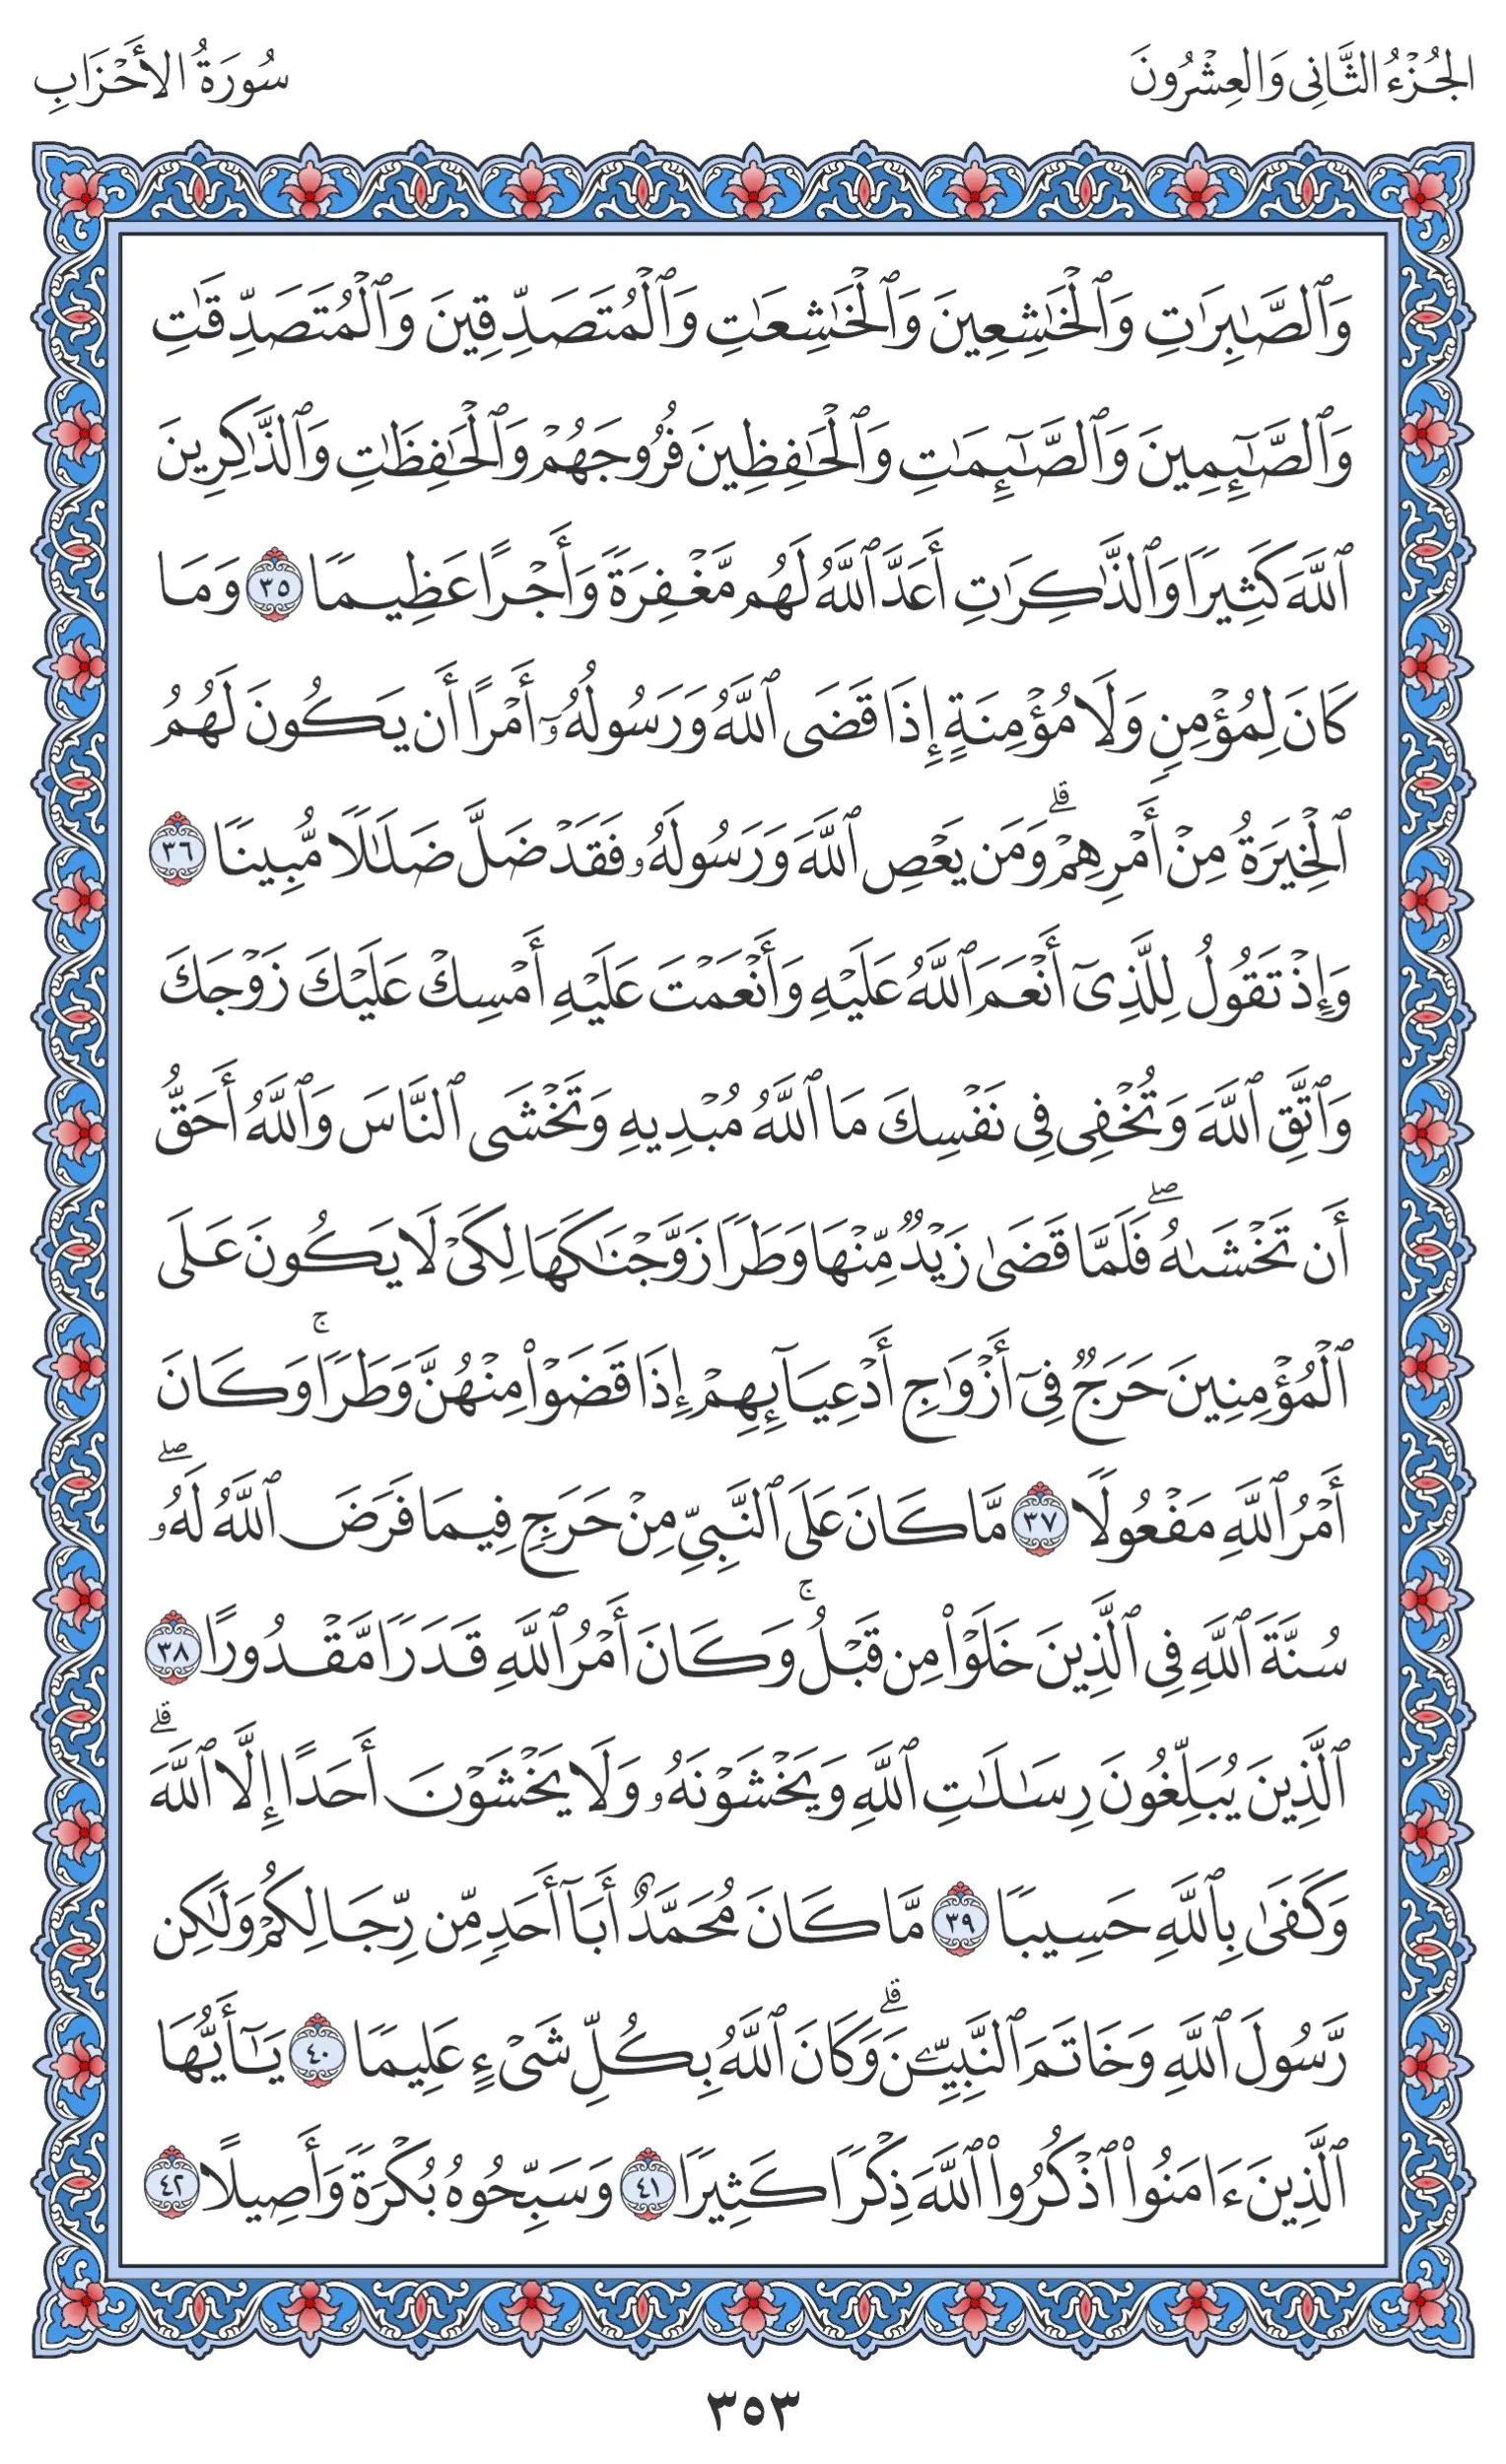 الجُزْءُ الثَّانِى وَالعِشْرُونَ
سُورَةُ الأَحْزَابِ
وَٱلصَّٰبِرَٰتِ وَٱلْخَٰشِعِينَ وَٱلْخَٰشِعَٰتِ وَٱلْمُتَصَدِّقِينَ وَٱلْمُتَصَدِّقَٰتِ
وَٱلصَّٰٓئِمِينَ وَٱلصَّٰٓئِمَٰتِ وَٱلْحَٰفِظِينَ فُرُوجَهُمْ وَٱلْحَٰفِظَٰتِ وَٱلذَّٰكِرِينَ
ٱللَّهَ كَثِيرًا وَٱلذَّٰكِرَٰتِ أَعَدَّ ٱللَّهُ لَهُم مَّغْفِرَةً وَأَجْرًا عَظِيمًا ٣٥ وَمَا
كَانَ لِمُؤْمِنٍ وَلَا مُؤْمِنَةٍ إِذَا قَضَى ٱللَّهُ وَرَسُولُهُۥٓ أَمْرًا أَن يَكُونَ لَهُمُ
ٱلْخِيَرَةُ مِنْ أَمْرِهِمْ ۗ وَمَن يَعْصِ ٱللَّهَ وَرَسُولَهُۥ فَقَدْ ضَلَّ ضَلَٰلًا مُّبِينًا ٣٦
وَإِذْ تَقُولُ لِلَّذِىٓ أَنْعَمَ ٱللَّهُ عَلَيْهِ وَأَنْعَمْتَ عَلَيْهِ أَمْسِكْ عَلَيْكَ زَوْجَكَ
وَٱتَّقِ ٱللَّهَ وَتُخْفِى فِى نَفْسِكَ مَا ٱللَّهُ مُبْدِيهِ وَتَخْشَى ٱلنَّاسَ وَٱللَّهُ أَحَقُّ
أَن تَخْشَىٰهُ ۖ فَلَمَّا قَضَىٰ زَيْدٌ مِّنْهَا وَطَرًا زَوَّجْنَٰكَهَا لِكَىْ لَا يَكُونَ عَلَى
ٱلْمُؤْمِنِينَ حَرَجٌ فِىٓ أَزْوَٰجِ أَدْعِيَآئِهِمْ إِذَا قَضَوْا۟ مِنْهُنَّ وَطَرًا ۚ وَكَانَ
أَمْرُ ٱللَّهِ مَفْعُولًا ٣٧ مَّا كَانَ عَلَى ٱلنَّبِىِّ مِنْ حَرَجٍ فِيمَا فَرَضَ ٱللَّهُ لَهُۥ ۖ
سُنَّةَ ٱللَّهِ فِى ٱلَّذِينَ خَلَوْا۟ مِن قَبْلُ ۚ وَكَانَ أَمْرُ ٱللَّهِ قَدَرًا مَّقْدُورًا ٣٨
ٱلَّذِينَ يُبَلِّغُونَ رِسَٰلَٰتِ ٱللَّهِ وَيَخْشَوْنَهُۥ وَلَا يَخْشَوْنَ أَحَدًا إِلَّا ٱللَّهَ ۗ
وَكَفَىٰ بِٱللَّهِ حَسِيبًا ٣٩ مَّا كَانَ مُحَمَّدٌ أَبَآ أَحَدٍ مِّن رِّجَالِكُمْ وَلَٰكِن
رَّسُولَ ٱللَّهِ وَخَاتَمَ ٱلنَّبِيِّـۧنَ ۗ وَكَانَ ٱللَّهُ بِكُلِّ شَىْءٍ عَلِيمًا ٤٠ يَٰٓأَيُّهَا
ٱلَّذِينَ ءَامَنُوا۟ ٱذْكُرُوا۟ ٱللَّهَ ذِكْرًا كَثِيرًا ٤١ وَسَبِّحُوهُ بُكْرَةً وَأَصِيلًا ٤٢
٣٥٣